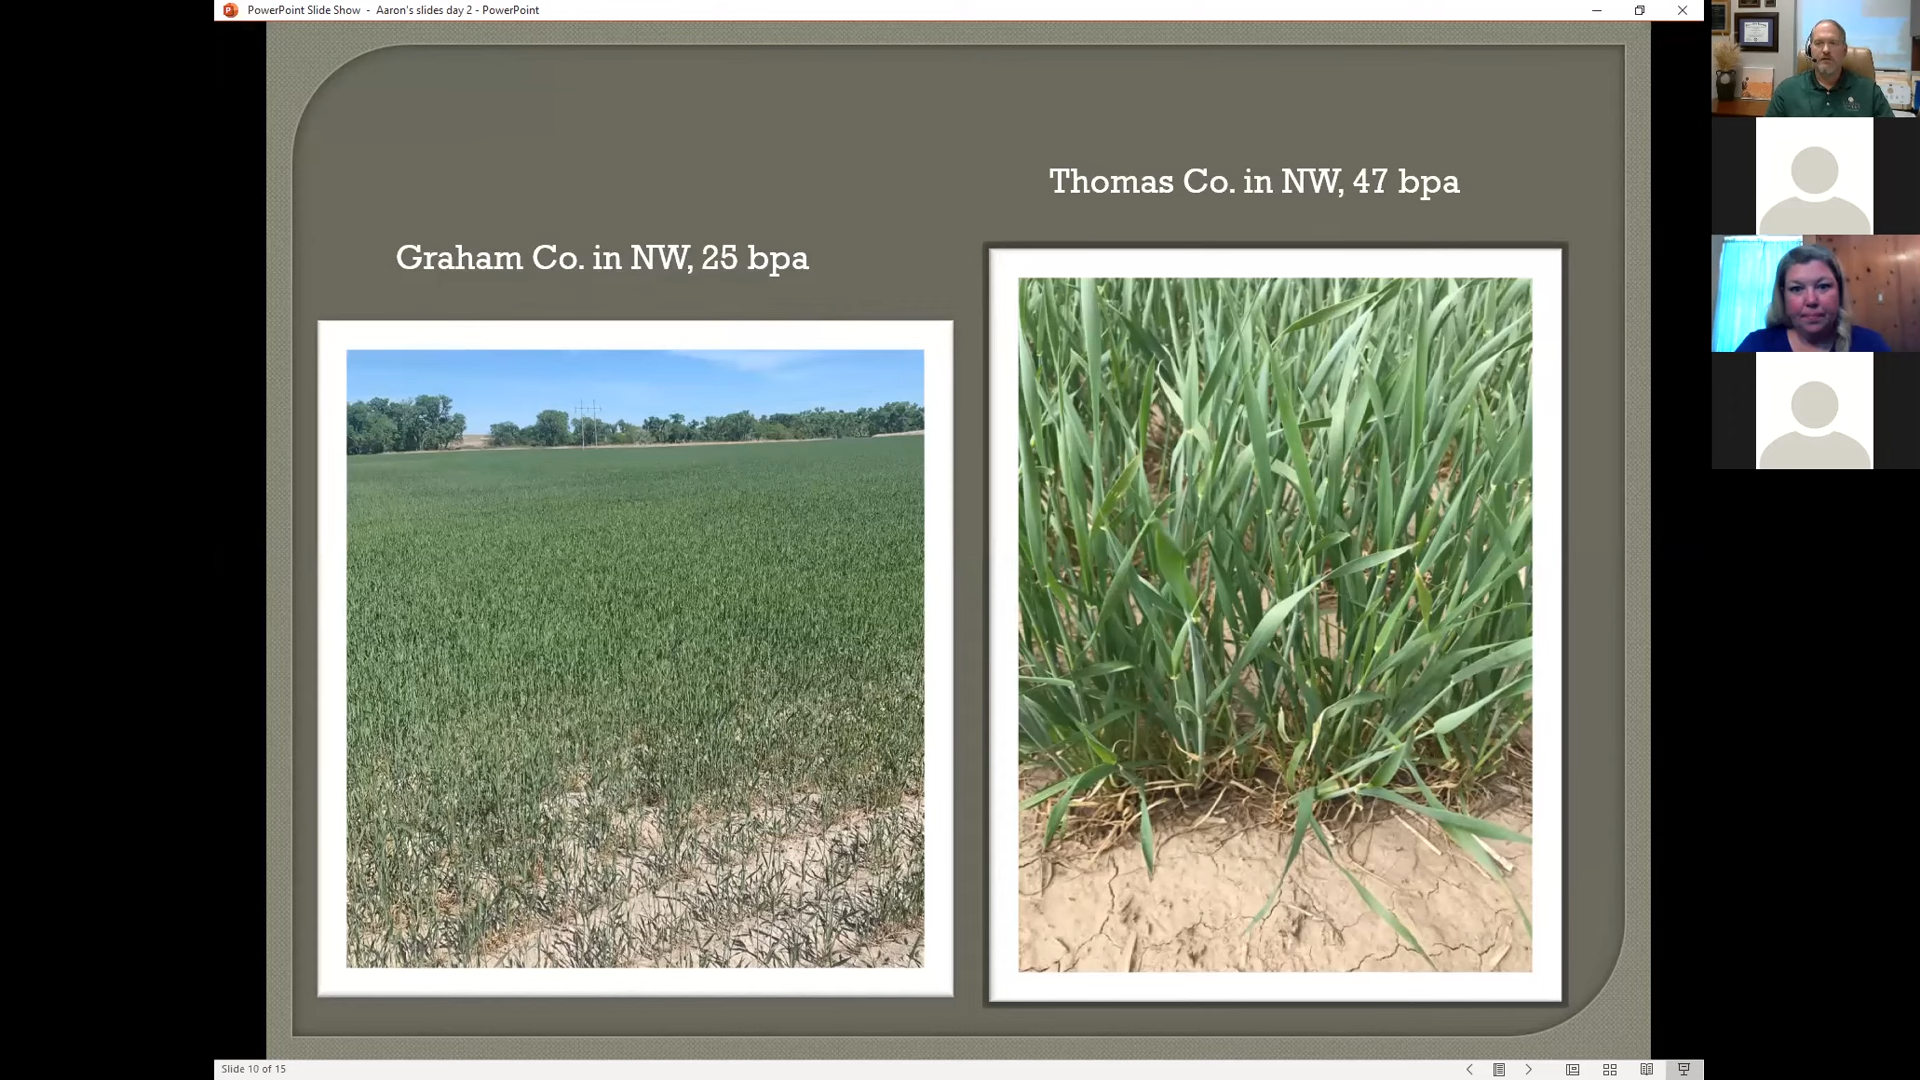 PowerPoint Slide Show - Aaron's slides day 2 - PowerPoint
Thomas Co. in NW, 47 bpa
Graham Co. in NW, 25 bpa
Slide 10 of 15